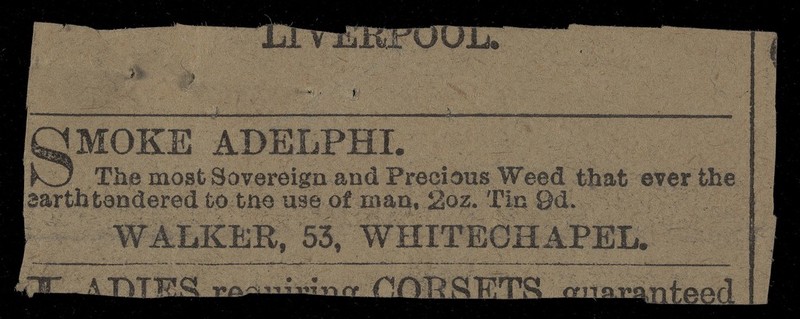 LIVERPOOL.
SMOKE ADELPHI.
The most Sovereign and Precious Weed that ever the
earth tendered to the use of man, 2oz. Tin 9d.
WALKER, 53, WHITECHAPEL.
LADIES requiring CORSETS guaranteed